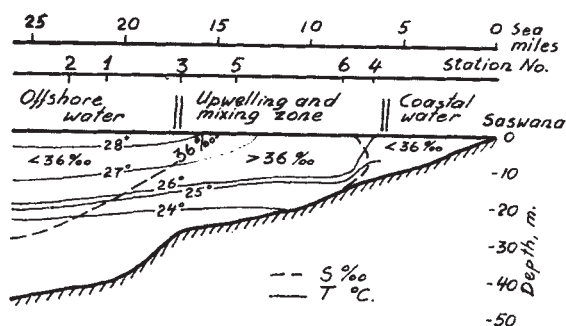 25 20 15 10 5 0 Sea miles
2 1 3 5 6 4 Station No.
Offshore water || Upwelling and mixing zone || Coastal water Saswana
28° 36‰ 0
<36‰ 27° >36‰ <36‰
26° -10
25°
24° -20
-30
-40
-50
Depth, m.
--- S‰
— T °C.